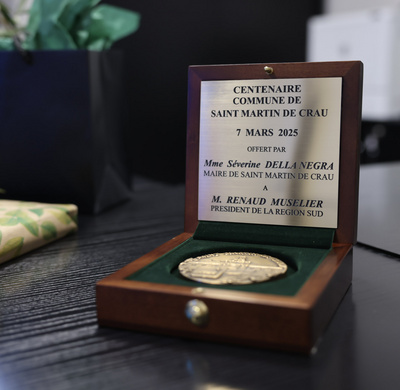 CENTENAIRE
COMMUNE DE
SAINT MARTIN DE CRAU
7 MARS 2025
OFFERT PAR
Mme Séverine DELLA NEGRA
MAIRE DE SAINT MARTIN DE CRAU
A
M. RENAUD MUSELIER
PRESIDENT DE LA REGION SUD